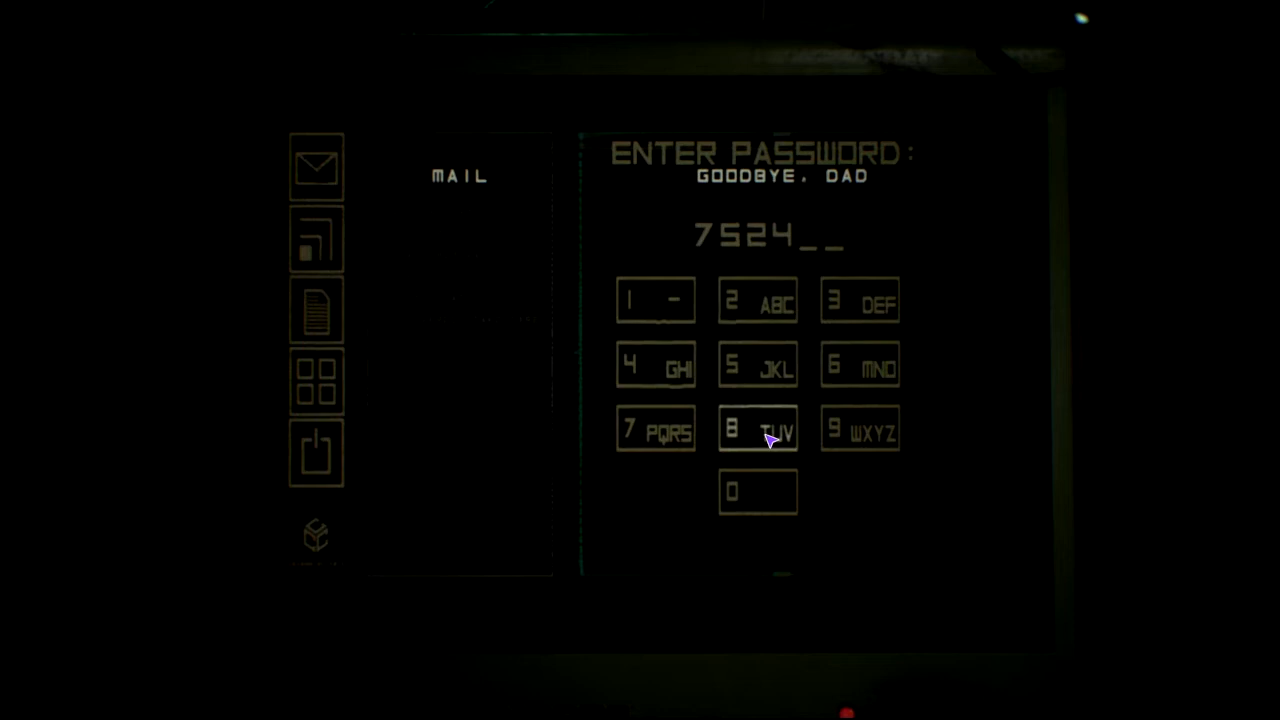 ENTER PASSWORD:
MAIL
GOODBYE, DAD
7524__
1 -
2 ABC
3 DEF
4 GHI
5 JKL
6 MNO
7 PQRS
8 TUV
9 WXYZ
0